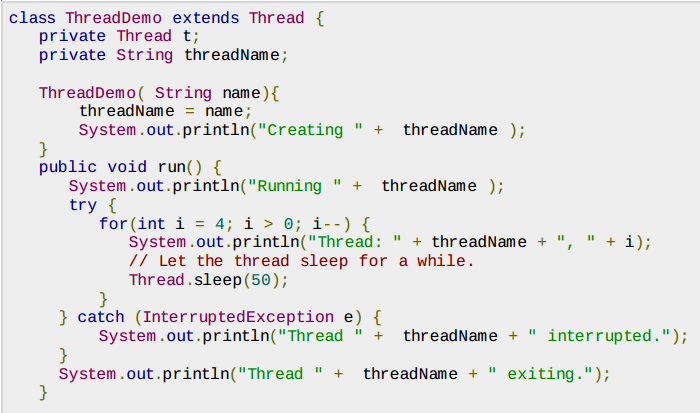 class ThreadDemo extends Thread {
   private Thread t;
   private String threadName;

   ThreadDemo( String name){
       threadName = name;
       System.out.println("Creating " +  threadName );
   }
   public void run() {
      System.out.println("Running " +  threadName );
      try {
         for(int i = 4; i > 0; i--) {
            System.out.println("Thread: " + threadName + ", " + i);
            // Let the thread sleep for a while.
            Thread.sleep(50);
         }
     } catch (InterruptedException e) {
         System.out.println("Thread " +  threadName + " interrupted.");
     }
     System.out.println("Thread " +  threadName + " exiting.");
   }